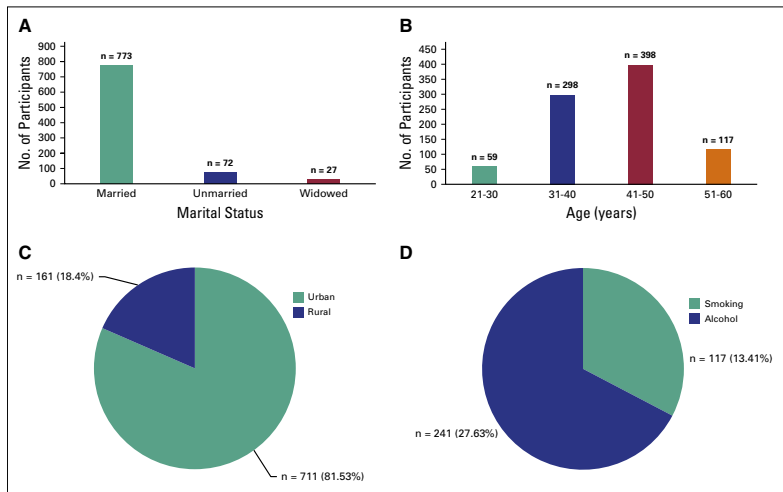 A
No. of Participants
900
800
700
600
500
400
300
200
100
0
n = 773
n = 72
n = 27
Married Unmarried Widowed
Marital Status
B
No. of Participants
450
400
350
300
250
200
150
100
50
0
n = 59
n = 298
n = 398
n = 117
21-30 31-40 41-50 51-60
Age (years)
C
n = 161 (18.4%)
Urban
Rural
n = 711 (81.53%)
D
Smoking
Alcohol
n = 117 (13.41%)
n = 241 (27.63%)